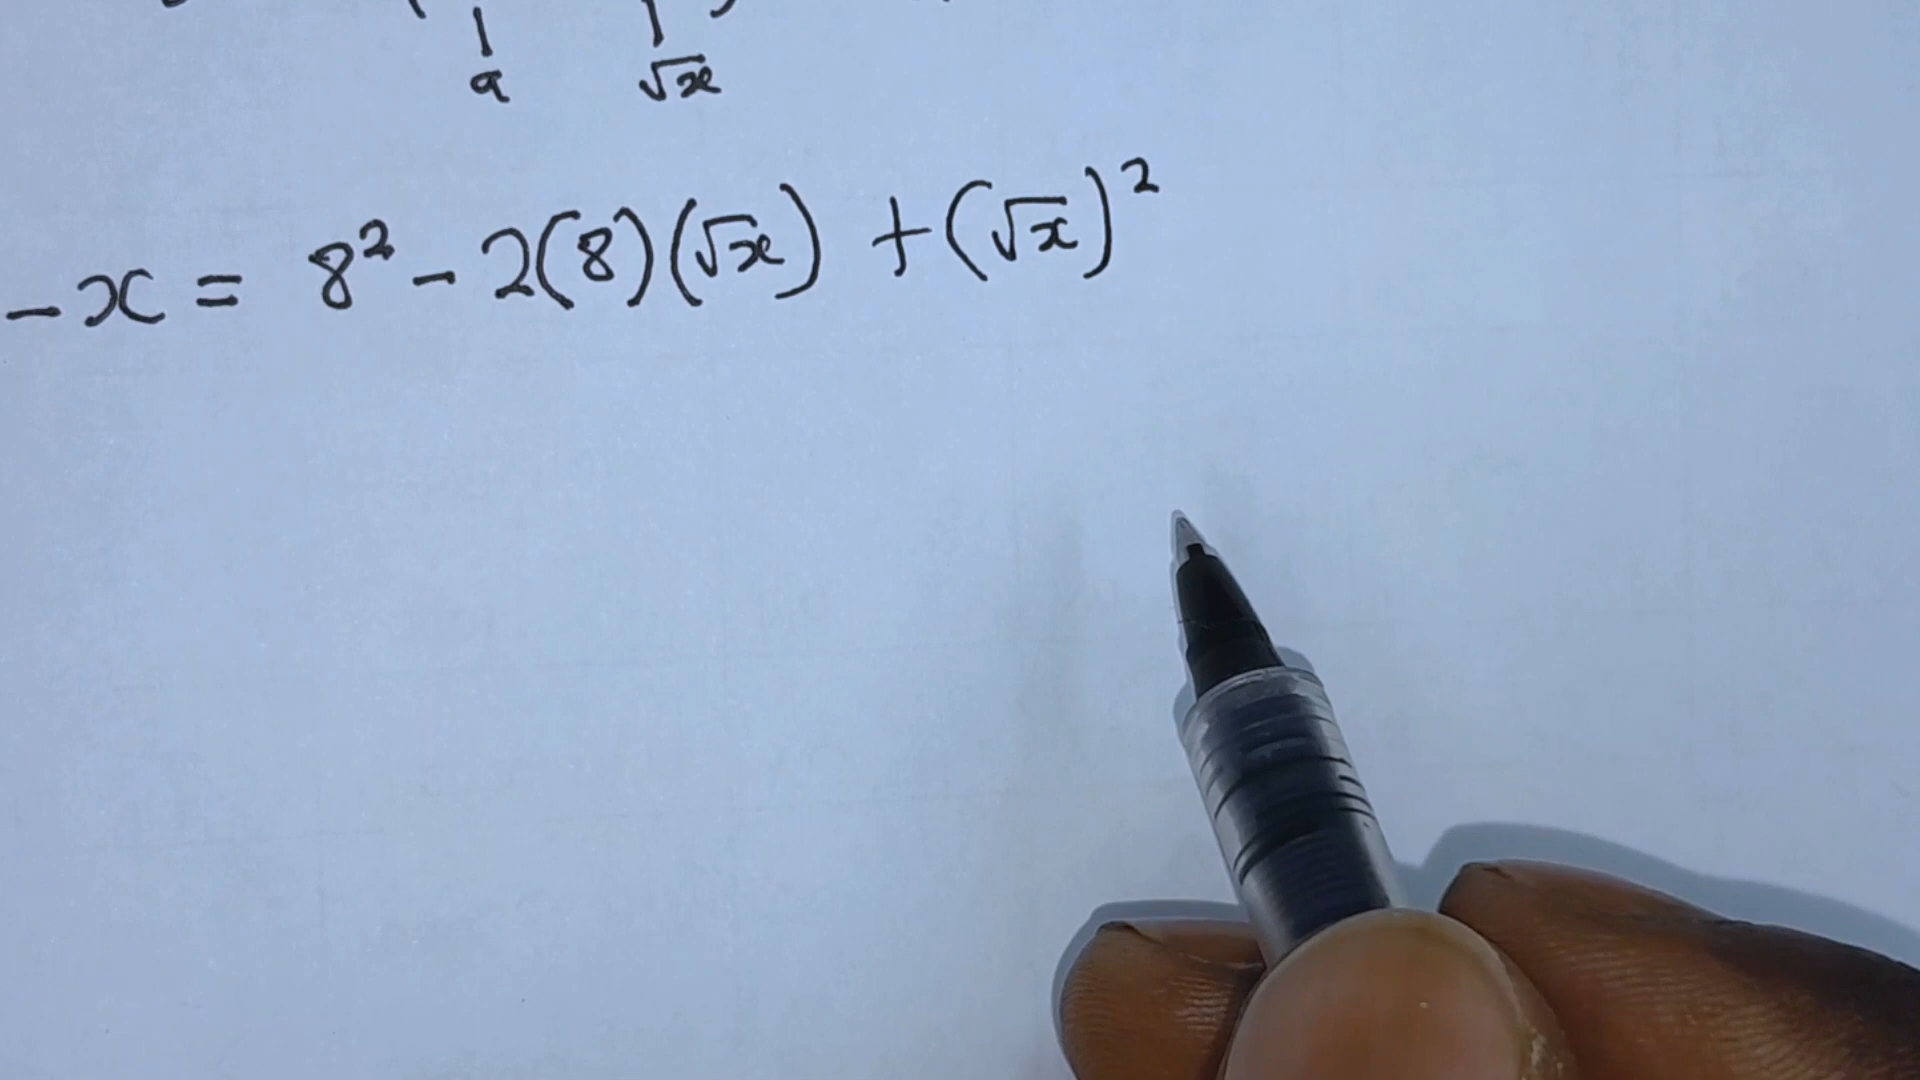 a √x
-x = 8² - 2(8)(√x) + (√x)²